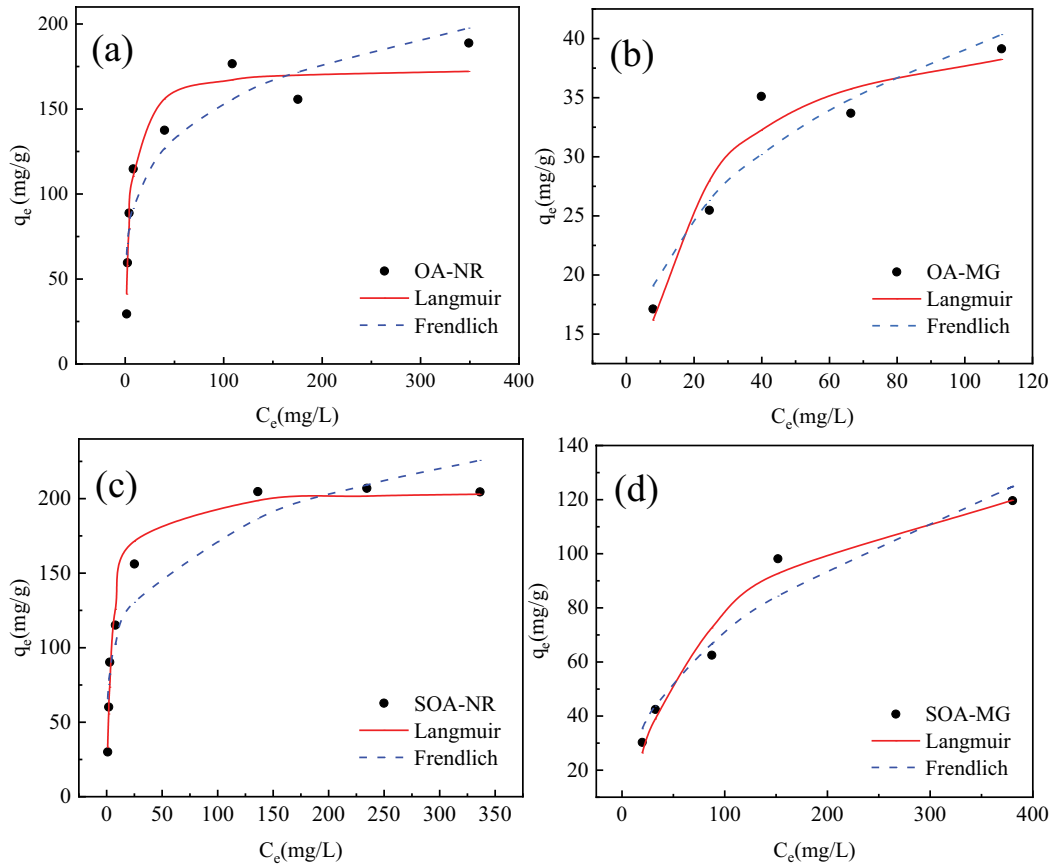 (a)
200
150
100
50
0
q_e (mg/g)
OA-NR
Langmuir
Frendlich
0 100 200 300 400
C_e(mg/L)
(b)
40
35
30
25
20
15
q_e (mg/g)
OA-MG
Langmuir
Frendlich
0 20 40 60 80 100 120
C_e(mg/L)
(c)
200
150
100
50
0
q_e(mg/g)
SOA-NR
Langmuir
Frendlich
0 50 100 150 200 250 300 350
C_e(mg/L)
(d)
140
120
100
80
60
40
20
q_e(mg/g)
SOA-MG
Langmuir
Frendlich
0 100 200 300 400
C_e(mg/L)